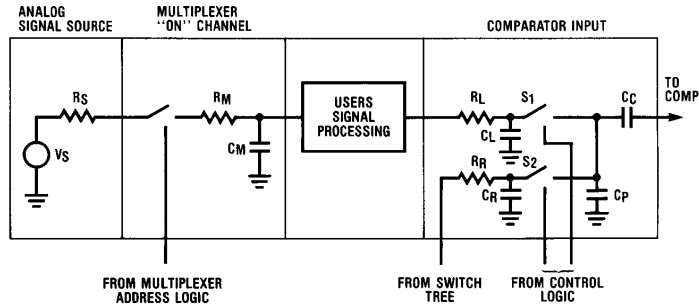 ANALOG
SIGNAL SOURCE
MULTIPLEXER
"ON" CHANNEL
COMPARATOR INPUT
RS
VS
RM
CM
USERS
SIGNAL
PROCESSING
RL
CL
S1
RR
CR
S2
CC
CP
TO
COMP
FROM MULTIPLEXER
ADDRESS LOGIC
FROM SWITCH
TREE
FROM CONTROL
LOGIC